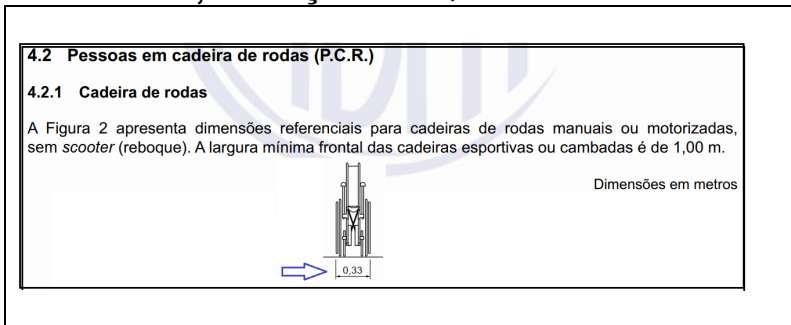 4.2 Pessoas em cadeira de rodas (P.C.R.)
4.2.1 Cadeira de rodas
A Figura 2 apresenta dimensões referenciais para cadeiras de rodas manuais ou motorizadas,
sem scooter (reboque). A largura mínima frontal das cadeiras esportivas ou cambadas é de 1,00 m.
Dimensões em metros
0,33